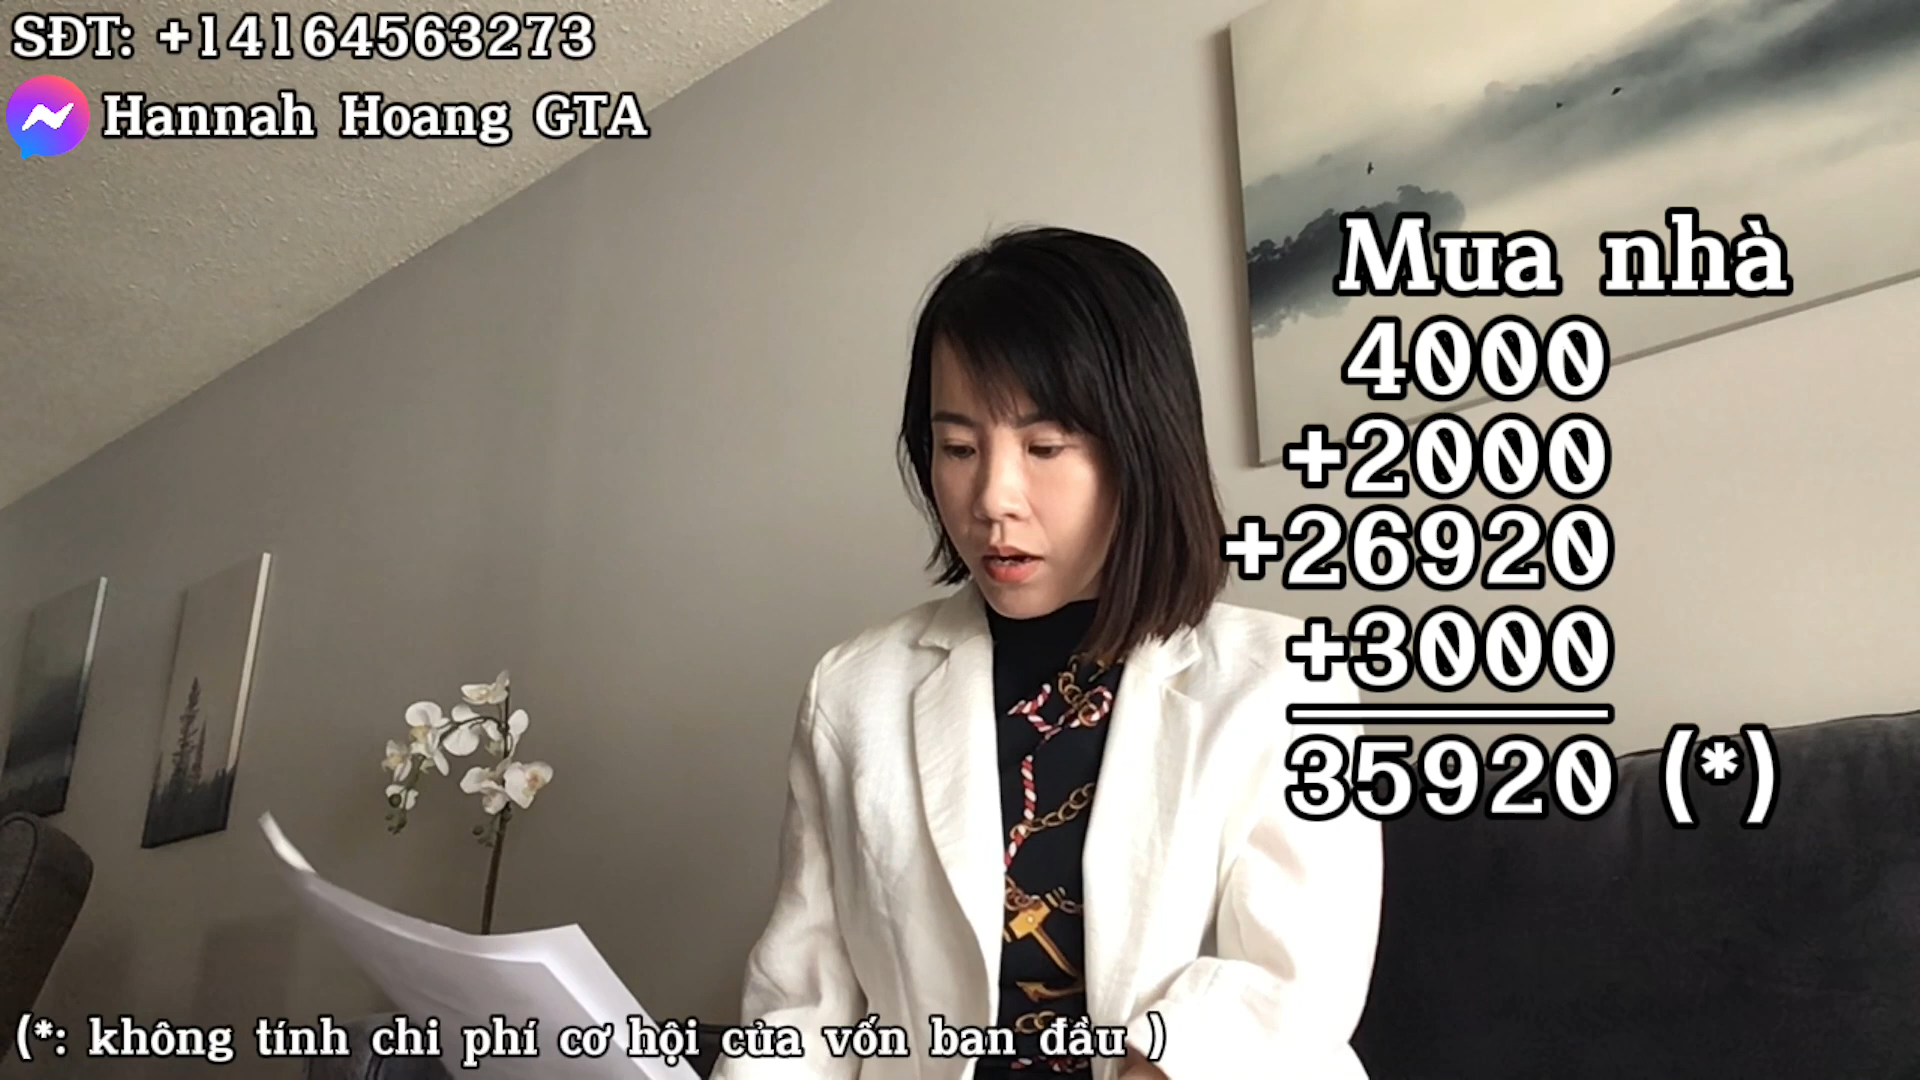 SĐT: +14164563273
Hannah Hoang GTA
Mua nhà
4000
+2000
+26920
+3000
35920 (*)
(*: không tính chi phí cơ hội của vốn ban đầu )